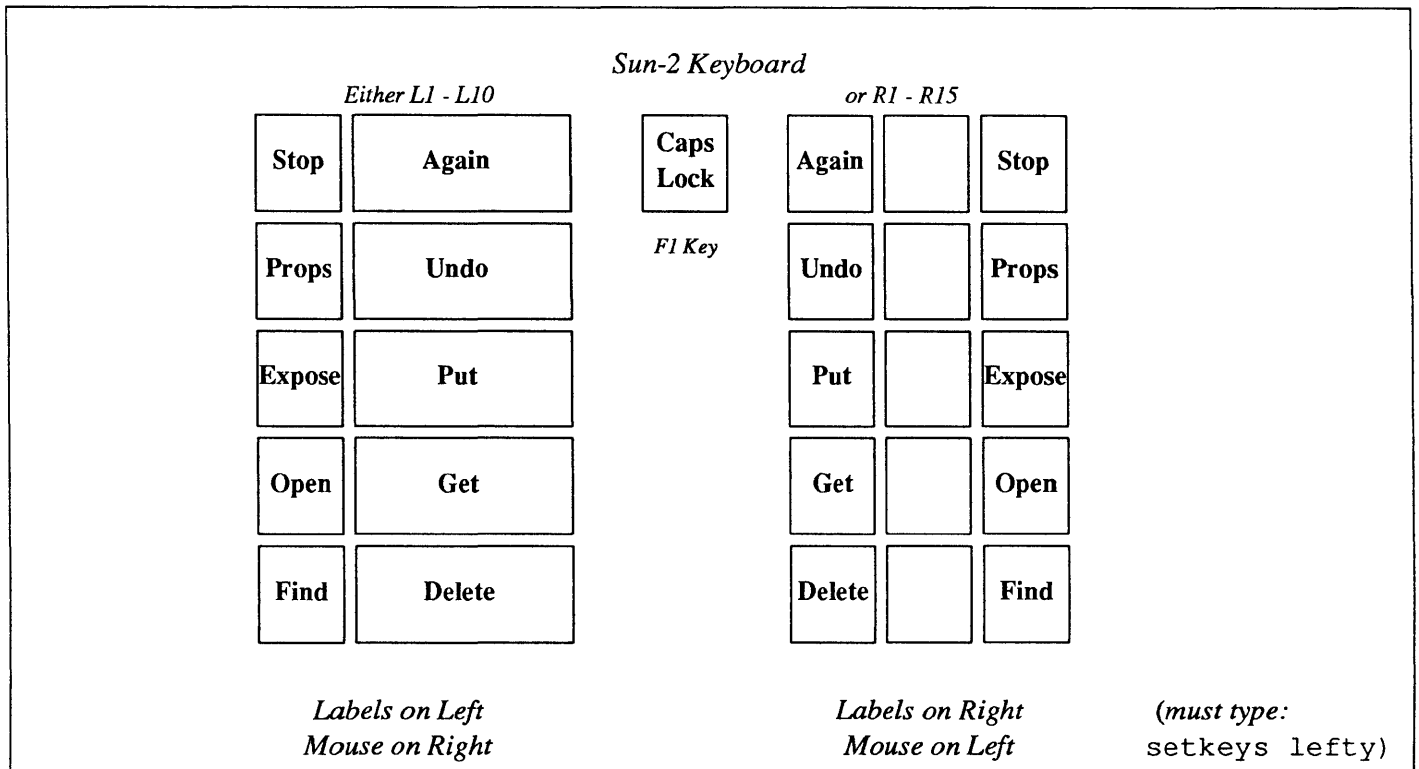 Sun-2 Keyboard
Either L1 - L10 or R1 - R15
Stop Again Caps Lock Again Stop
F1 Key
Props Undo Undo Props
Expose Put Put Expose
Open Get Get Open
Find Delete Delete Find
Labels on Left Labels on Right (must type:
Mouse on Right Mouse on Left setkeys lefty)